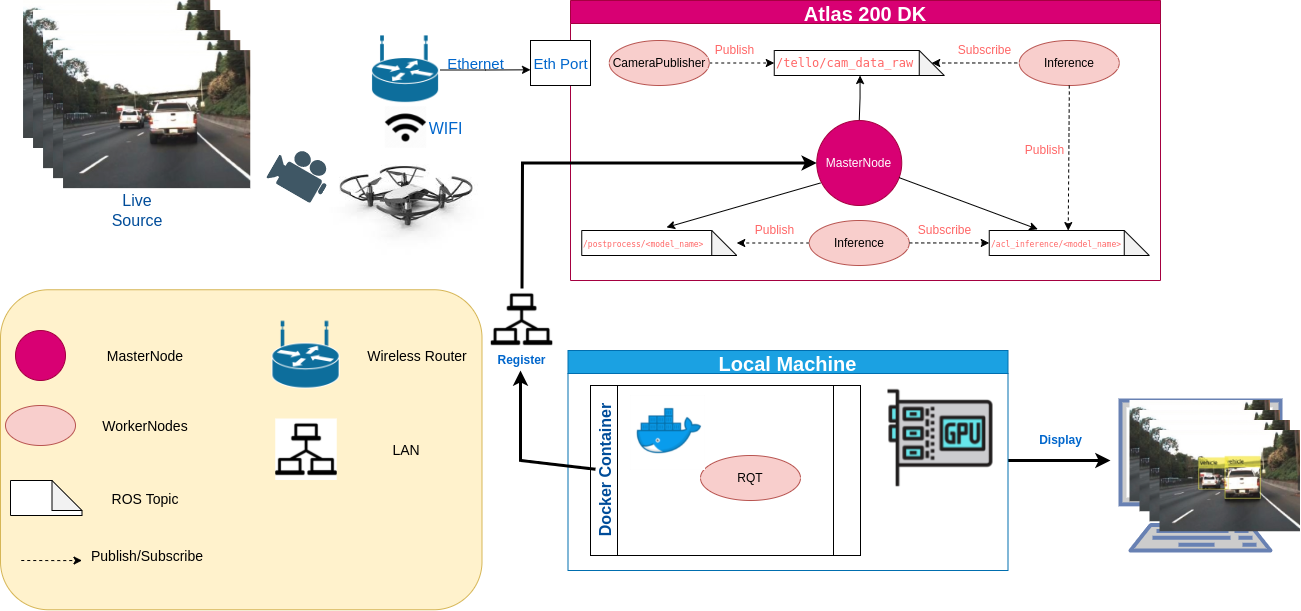 Atlas 200 DK
Ethernet
Eth Port
CameraPublisher
Publish
/tello/cam_data_raw
Subscribe
Inference
WIFI
MasterNode
Publish
Live
Source
/postprocess/<model_name>
Publish
Inference
Subscribe
/acl_inference/<model_name>
Register
MasterNode
Wireless Router
WorkerNodes
LAN
ROS Topic
Publish/Subscribe
Local Machine
Docker Container
RQT
GPU
Display
vehicle
vehicle